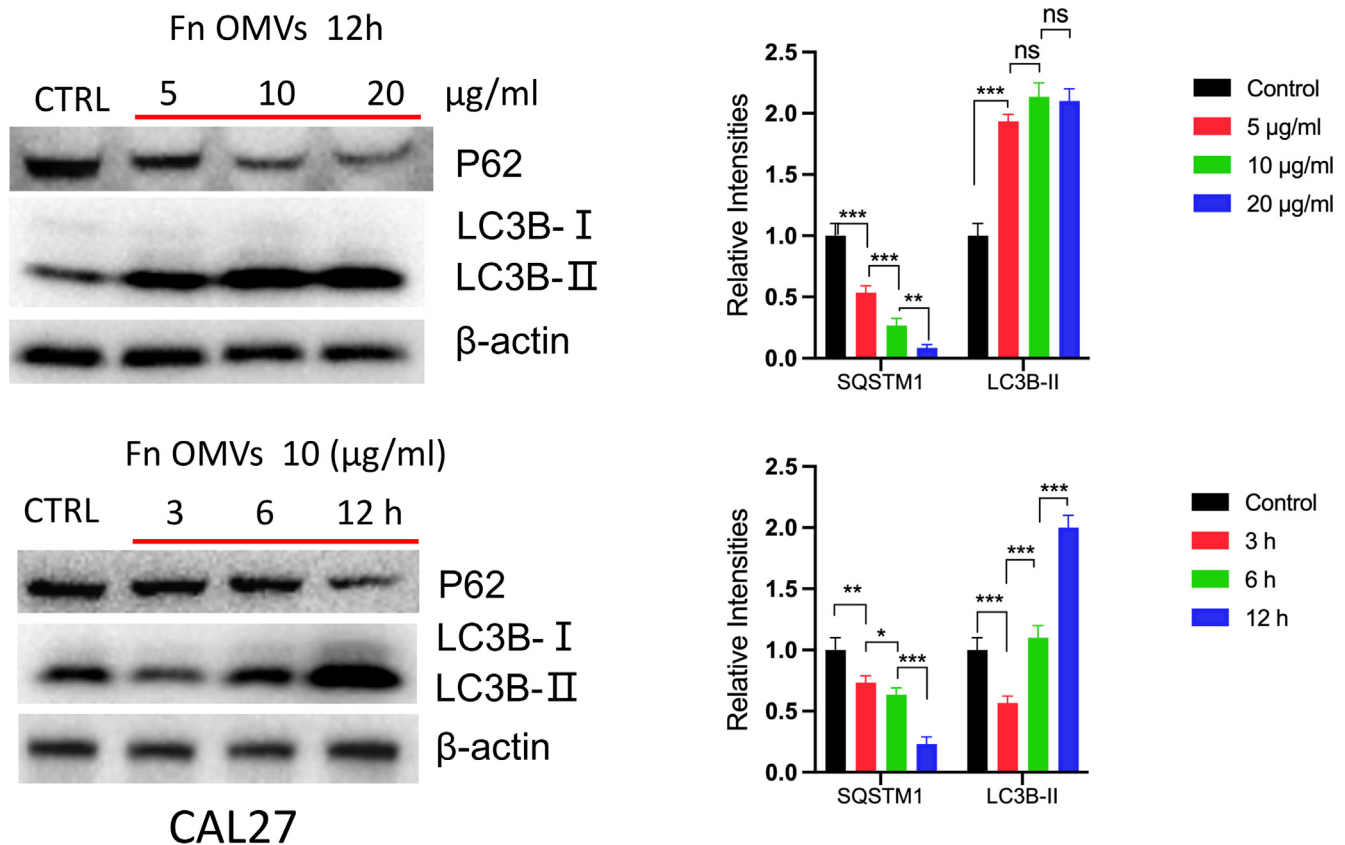 Fn OMVs 12h
CTRL 5 10 20 μg/ml
P62
LC3B-Ⅰ
LC3B-Ⅱ
β-actin
Relative Intensities
2.5
2.0
1.5
1.0
0.5
0.0
*** *** ** *** ns ns
SQSTM1 LC3B-II
Control
5 μg/ml
10 μg/ml
20 μg/ml
Fn OMVs 10 (μg/ml)
CTRL 3 6 12 h
P62
LC3B-Ⅰ
LC3B-Ⅱ
β-actin
CAL27
Relative Intensities
2.5
2.0
1.5
1.0
0.5
0.0
** * *** *** *** ***
SQSTM1 LC3B-II
Control
3 h
6 h
12 h